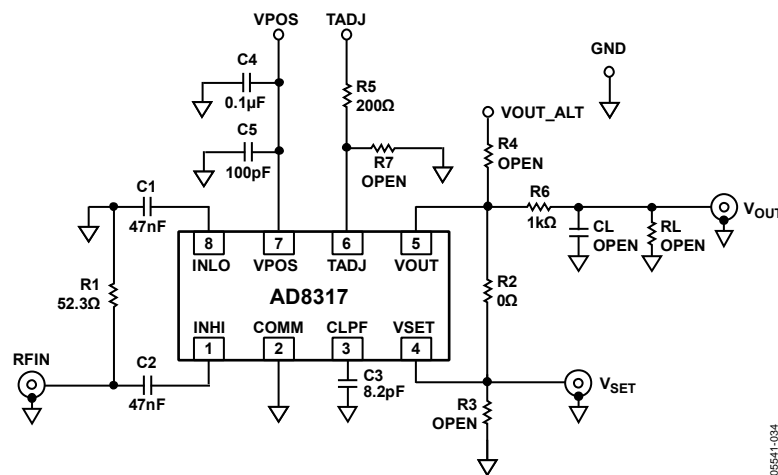 VPOS
TADJ
GND
C4
0.1µF
R5
200Ω
VOUT_ALT
C5
100pF
R7
OPEN
R4
OPEN
C1
47nF
R6
1kΩ
CL
OPEN
RL
OPEN
VOUT
8
7
6
5
INLO
VPOS
TADJ
VOUT
R1
52.3Ω
AD8317
R2
0Ω
INHI
COMM
CLPF
VSET
1
2
3
4
RFIN
C2
47nF
C3
8.2pF
R3
OPEN
VSET
05541-034